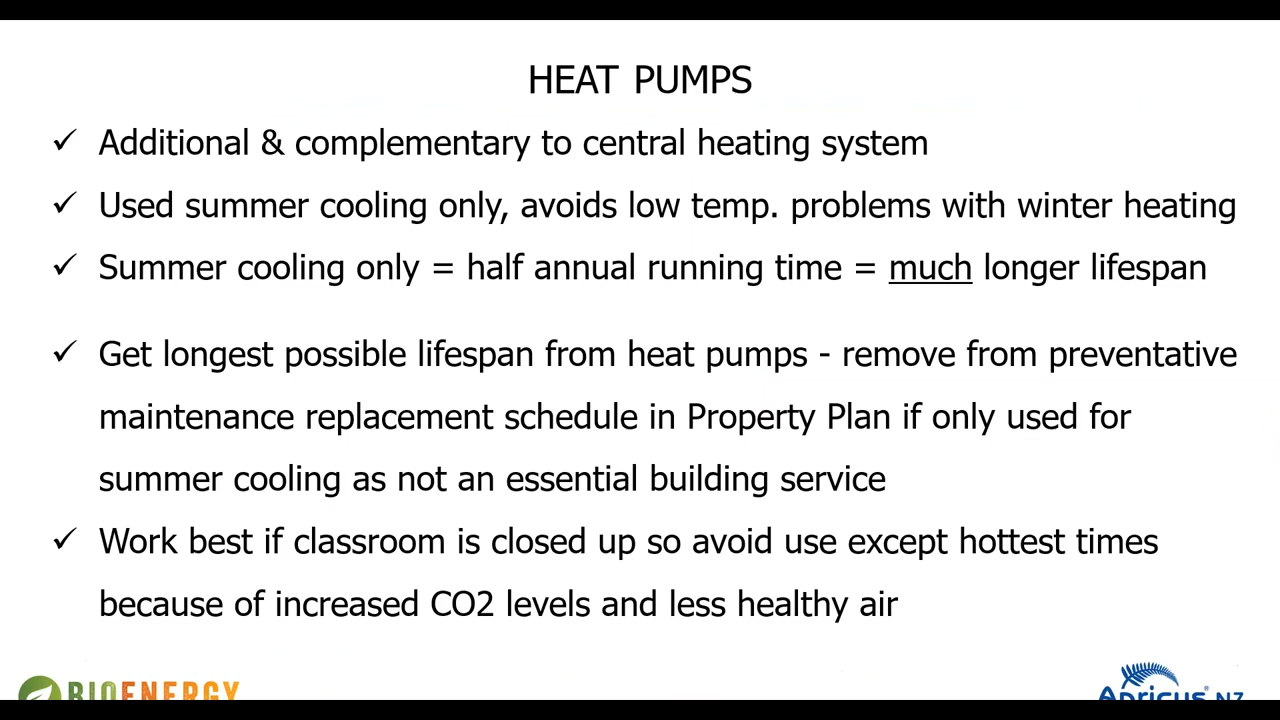 HEAT PUMPS
✓ Additional & complementary to central heating system
✓ Used summer cooling only, avoids low temp. problems with winter heating
✓ Summer cooling only = half annual running time = much longer lifespan
✓ Get longest possible lifespan from heat pumps - remove from preventative
maintenance replacement schedule in Property Plan if only used for
summer cooling as not an essential building service
✓ Work best if classroom is closed up so avoid use except hottest times
because of increased CO2 levels and less healthy air
BIOENERGY
Apricus® NZ